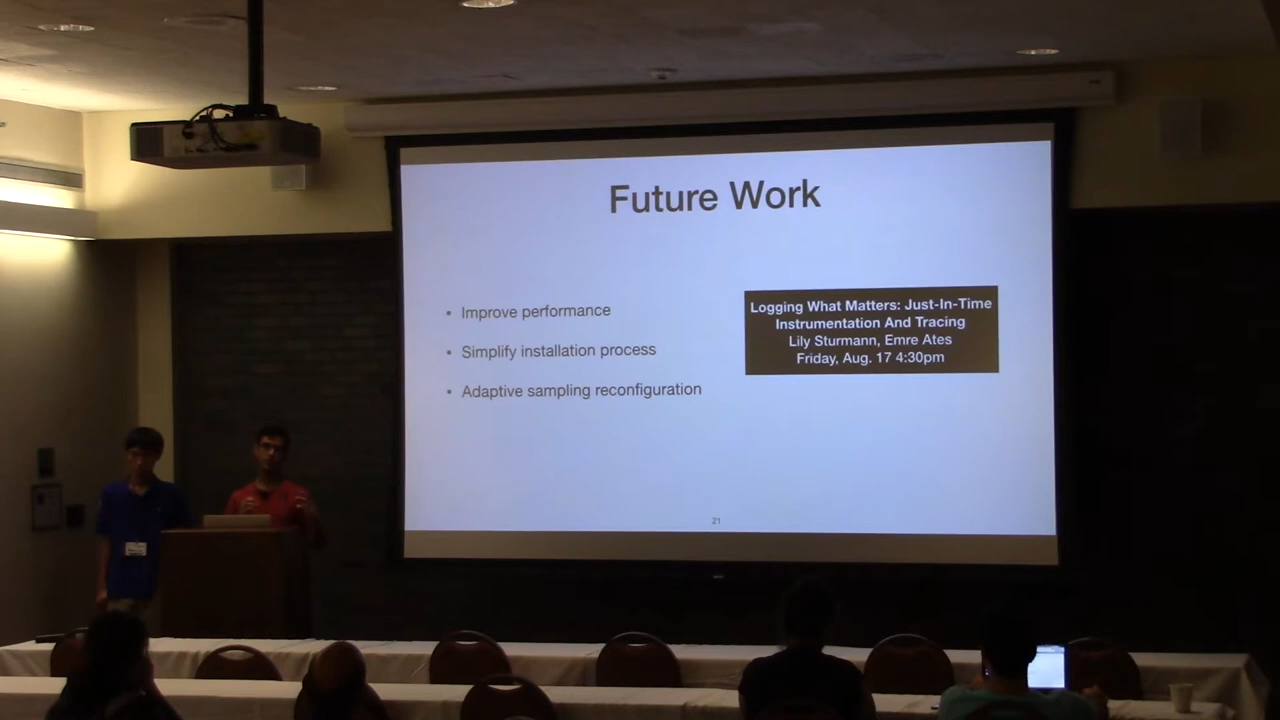 Future Work
• Improve performance
• Simplify installation process
• Adaptive sampling reconfiguration
Logging What Matters: Just-In-Time
Instrumentation And Tracing
Lily Sturmann, Emre Ates
Friday, Aug. 17 4:30pm
21